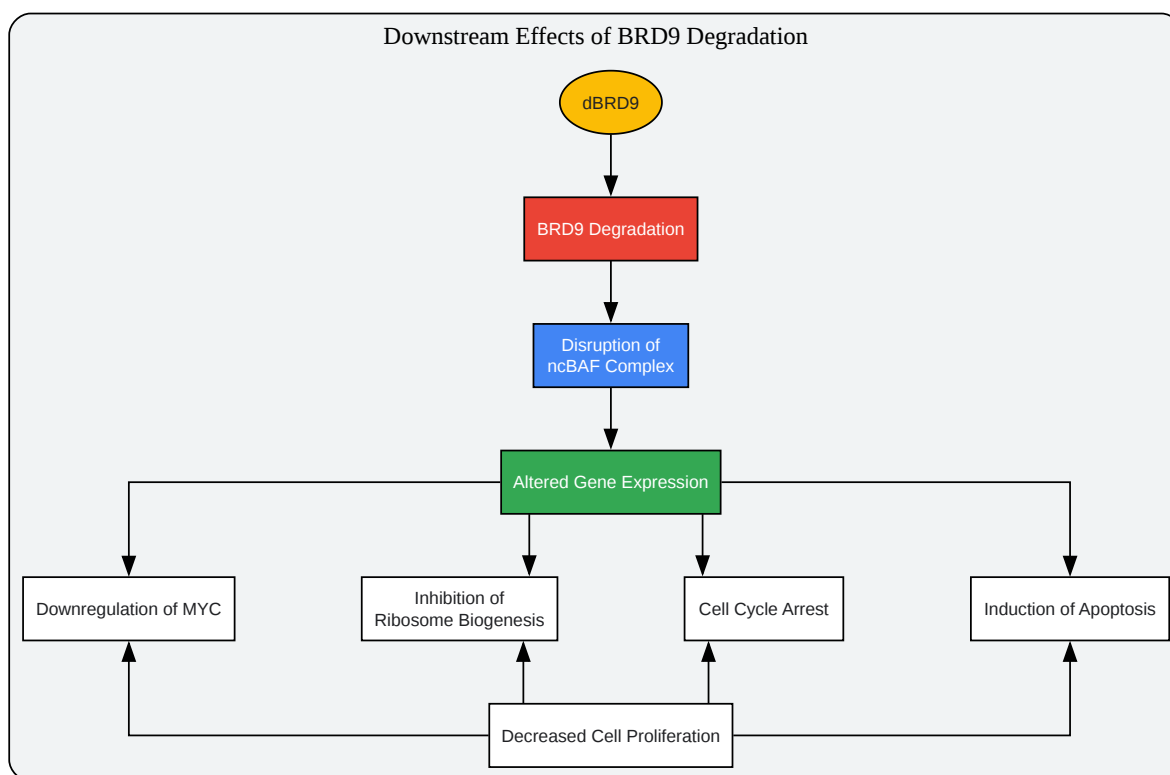 Downstream Effects of BRD9 Degradation
dBRD9
BRD9 Degradation
Disruption of
ncBAF Complex
Altered Gene Expression
Downregulation of MYC
Inhibition of
Ribosome Biogenesis
Cell Cycle Arrest
Induction of Apoptosis
Decreased Cell Proliferation